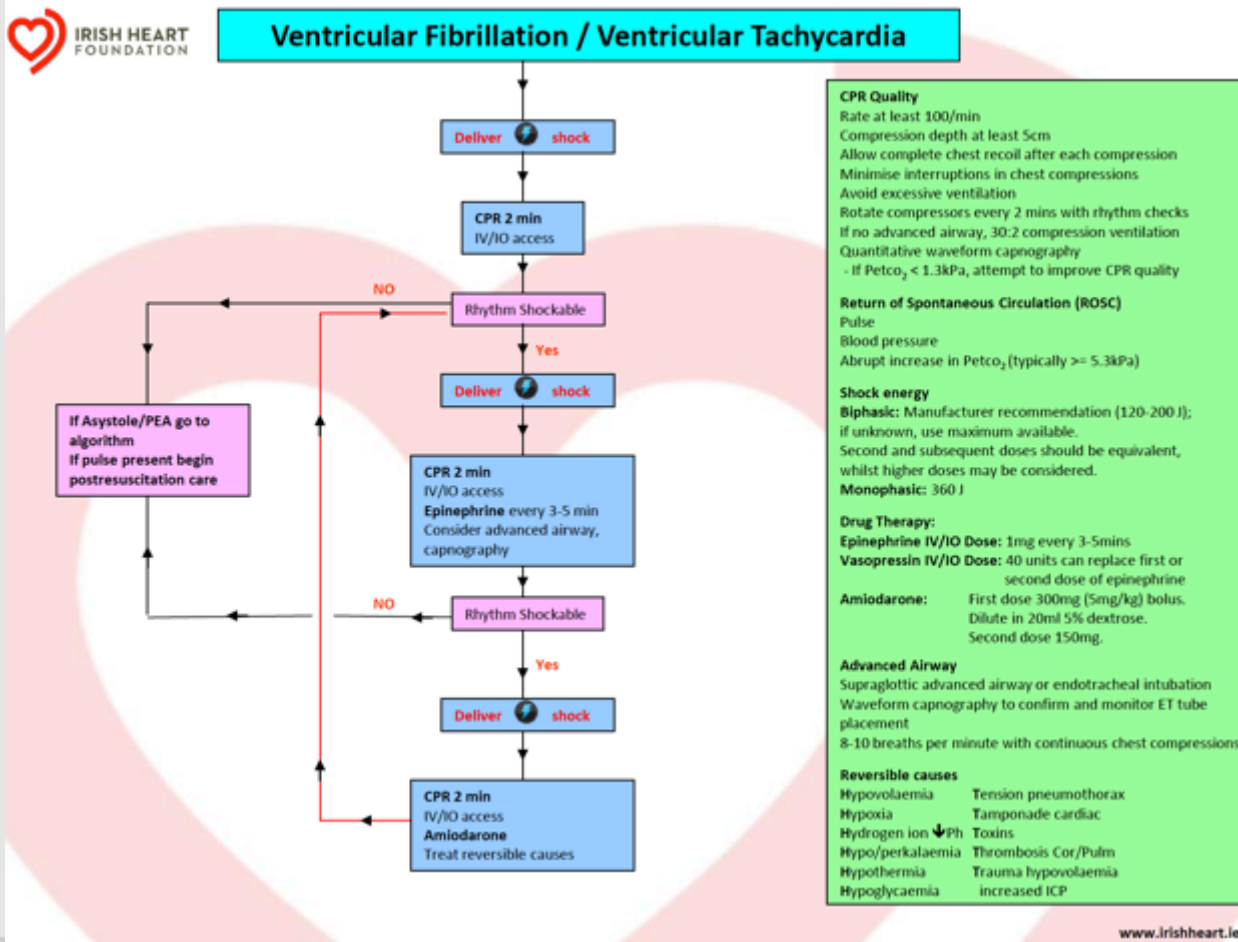 IRISH HEART
FOUNDATION
Ventricular Fibrillation / Ventricular Tachycardia
Deliver shock
CPR 2 min
IV/IO access
Rhythm Shockable
NO
Yes
Deliver shock
If Asystole/PEA go to
algorithm
If pulse present begin
postresuscitation care
CPR 2 min
IV/IO access
Epinephrine every 3-5 min
Consider advanced airway,
capnography
NO
Rhythm Shockable
Yes
Deliver shock
CPR 2 min
IV/IO access
Amiodarone
Treat reversible causes
CPR Quality
Rate at least 100/min
Compression depth at least 5cm
Allow complete chest recoil after each compression
Minimise interruptions in chest compressions
Avoid excessive ventilation
Rotate compressors every 2 mins with rhythm checks
If no advanced airway, 30:2 compression ventilation
Quantitative waveform capnography
- If Petco₂ < 1.3kPa, attempt to improve CPR quality
Return of Spontaneous Circulation (ROSC)
Pulse
Blood pressure
Abrupt increase in Petco₂ (typically >= 5.3kPa)
Shock energy
Biphasic: Manufacturer recommendation (120-200 J);
if unknown, use maximum available.
Second and subsequent doses should be equivalent,
whilst higher doses may be considered.
Monophasic: 360 J
Drug Therapy:
Epinephrine IV/IO Dose: 1mg every 3-5mins
Vasopressin IV/IO Dose: 40 units can replace first or
second dose of epinephrine
Amiodarone: First dose 300mg (5mg/kg) bolus.
Dilute in 20ml 5% dextrose.
Second dose 150mg.
Advanced Airway
Supraglottic advanced airway or endotracheal intubation
Waveform capnography to confirm and monitor ET tube
placement
8-10 breaths per minute with continuous chest compressions
Reversible causes
Hypovolaemia Tension pneumothorax
Hypoxia Tamponade cardiac
Hydrogen ion ↓Ph Toxins
Hypo/perkalaemia Thrombosis Cor/Pulm
Hypothermia Trauma hypovolaemia
Hypoglycaemia increased ICP
www.irishheart.ie